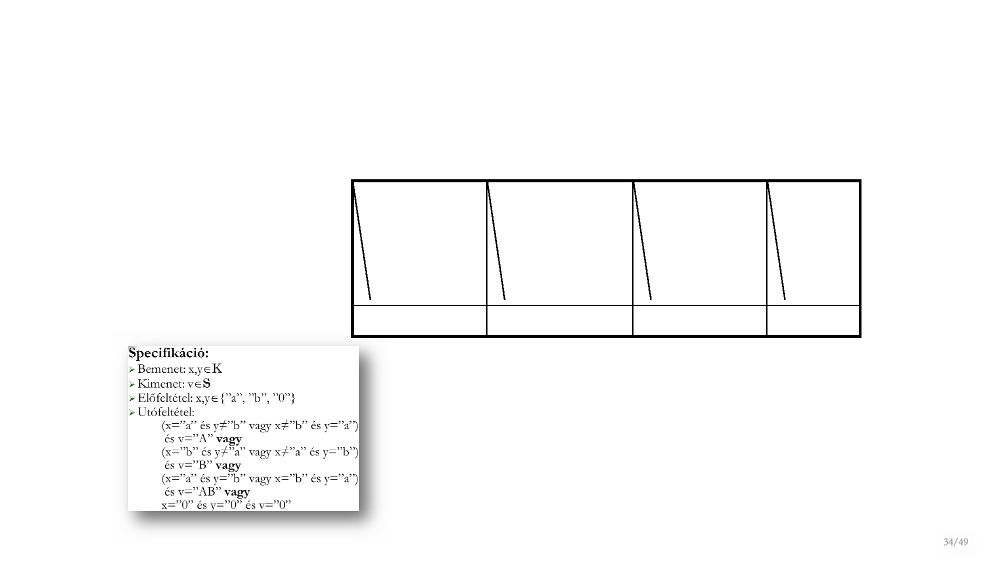 Specifikáció:
➢ Bemenet: x,y∈K
➢ Kimenet: v∈S
➢ Előfeltétel: x,y∈{”a”, ”b”, ”0”}
➢ Utófeltétel:
(x=”a” és y≠”b” vagy x≠”b” és y=”a”)
és v=”A” vagy
(x=”b” és y≠”a” vagy x≠”a” és y=”b”)
és v=”B” vagy
(x=”a” és y=”b” vagy x=”b” és y=”a”)
és v=”AB” vagy
x=”0” és y=”0” és v=”0”
34/49